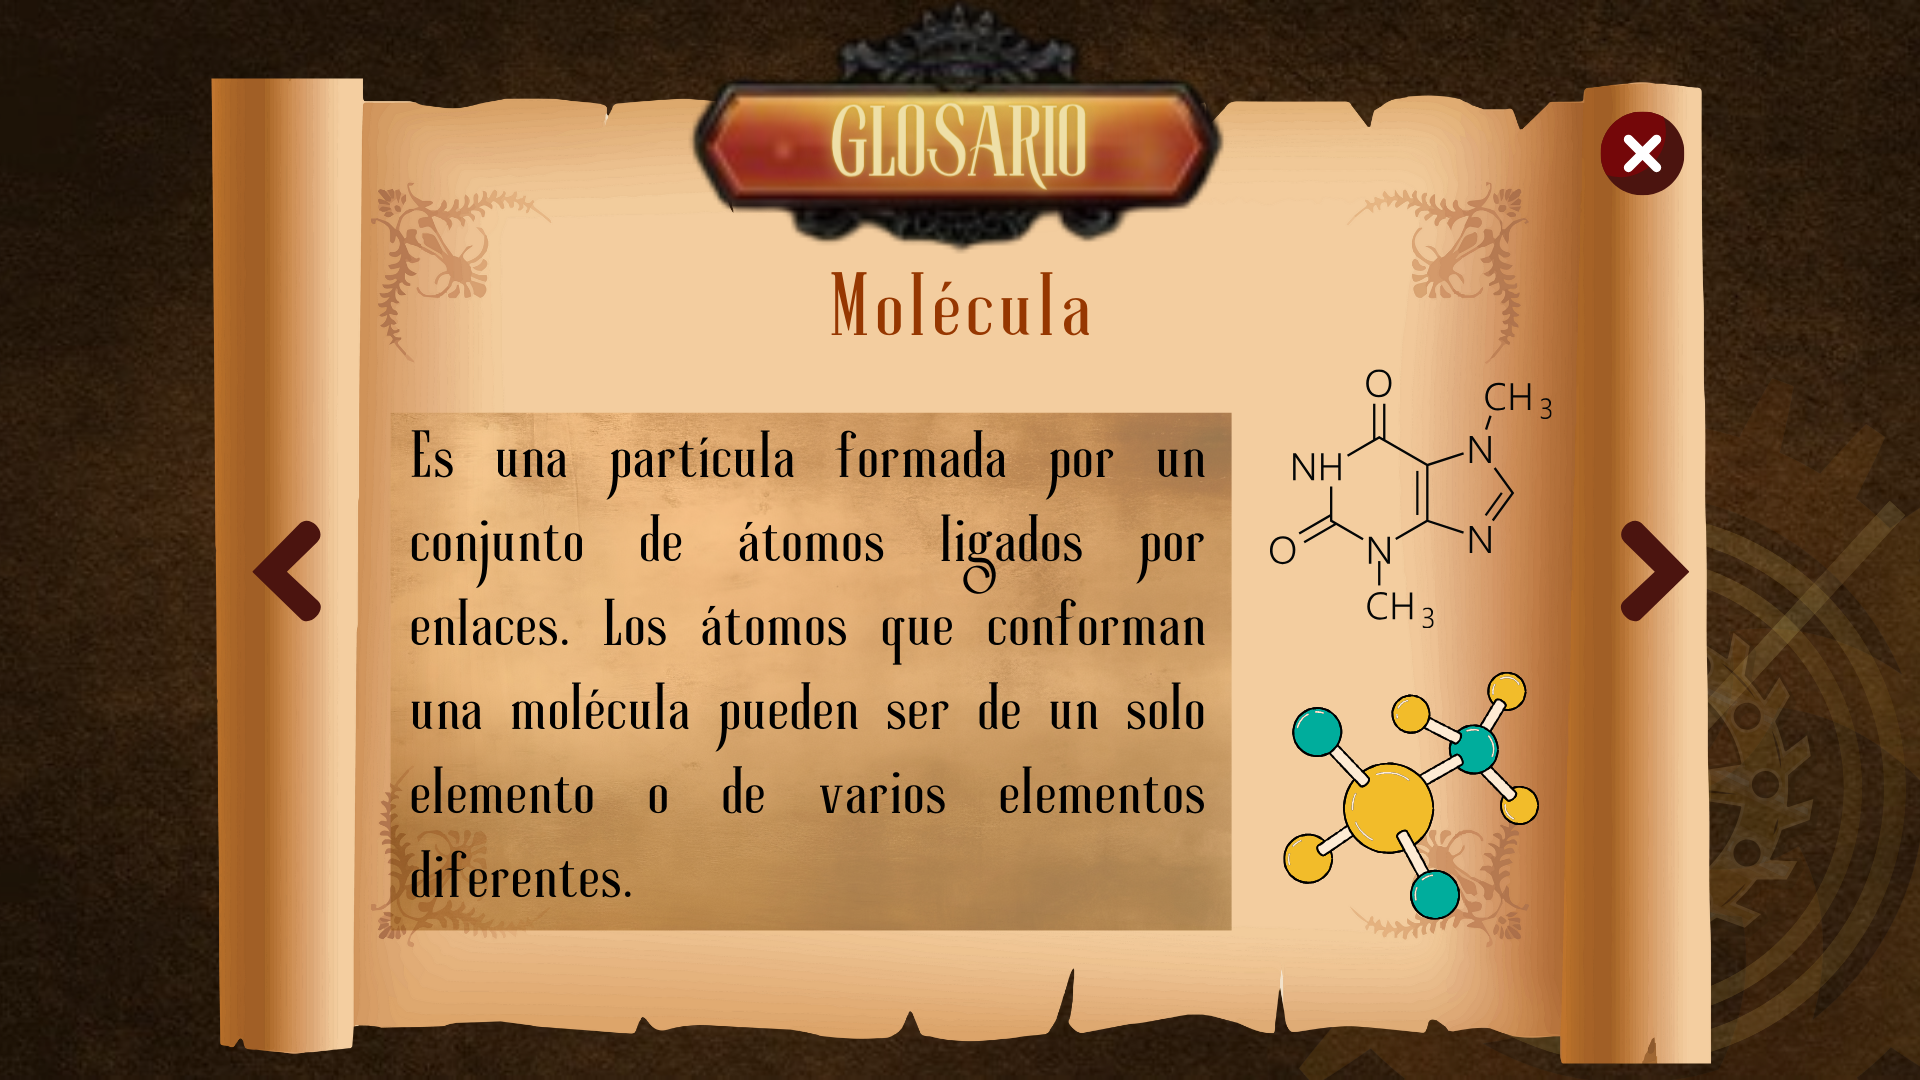 GLOSARIO
Molécula
Es una partícula formada por un
conjunto de átomos ligados por
enlaces. Los átomos que conforman
una molécula pueden ser de un solo
elemento o de varios elementos
diferentes.
O
CH3
N
NH
N
O
N
CH3